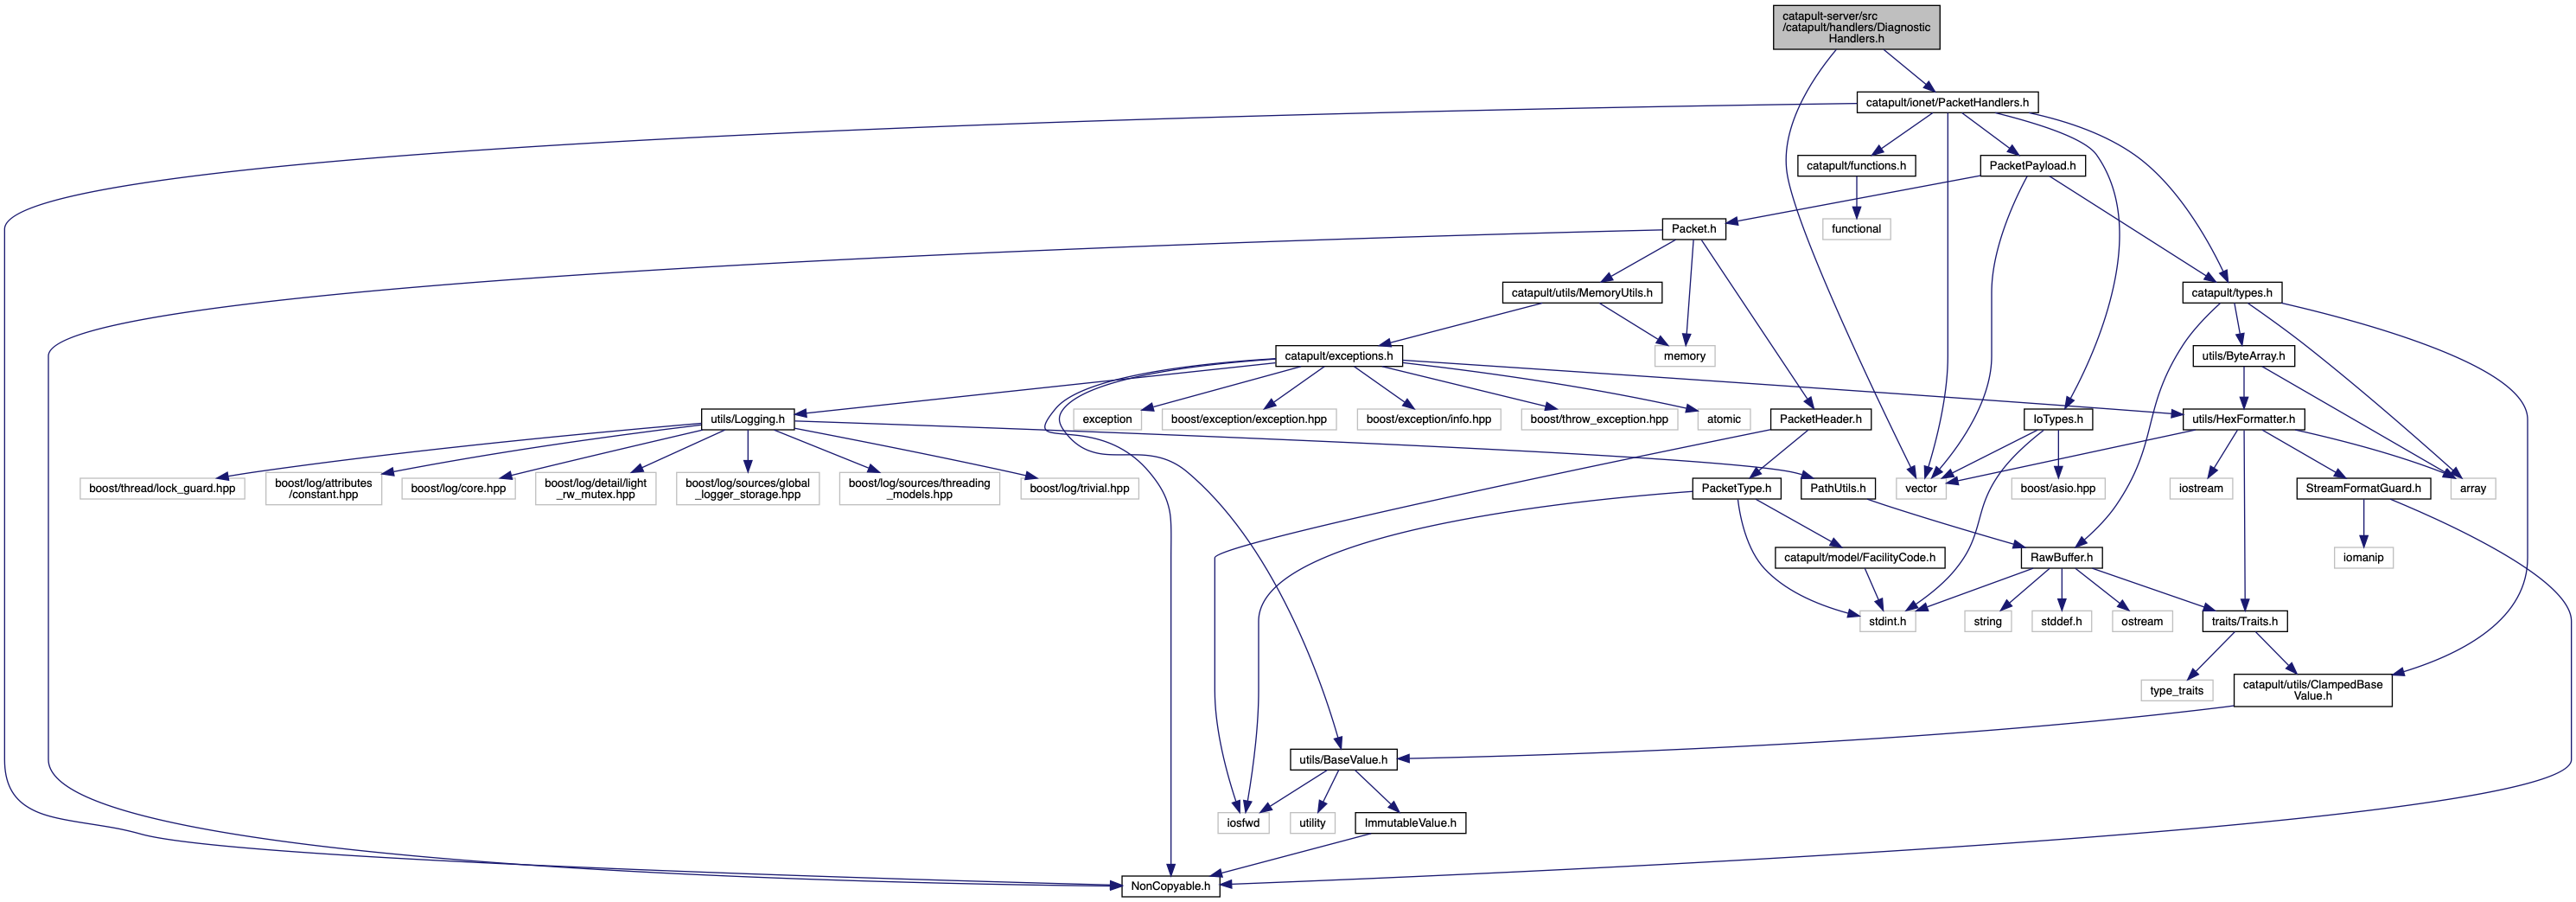 catapult-server/src
/catapult/handlers/Diagnostic
Handlers.h
catapult/ionet/PacketHandlers.h
catapult/functions.h
PacketPayload.h
Packet.h
functional
catapult/utils/MemoryUtils.h
catapult/types.h
catapult/exceptions.h
memory
utils/ByteArray.h
utils/Logging.h
exception
boost/exception/exception.hpp
boost/exception/info.hpp
boost/throw_exception.hpp
atomic
PacketHeader.h
IoTypes.h
utils/HexFormatter.h
boost/thread/lock_guard.hpp
boost/log/attributes
/constant.hpp
boost/log/core.hpp
boost/log/detail/light
_rw_mutex.hpp
boost/log/sources/global
_logger_storage.hpp
boost/log/sources/threading
_models.hpp
boost/log/trivial.hpp
PacketType.h
PathUtils.h
vector
boost/asio.hpp
iostream
StreamFormatGuard.h
array
catapult/model/FacilityCode.h
RawBuffer.h
iomanip
stdint.h
string
stddef.h
ostream
traits/Traits.h
type_traits
catapult/utils/ClampedBase
Value.h
utils/BaseValue.h
iosfwd
utility
ImmutableValue.h
NonCopyable.h